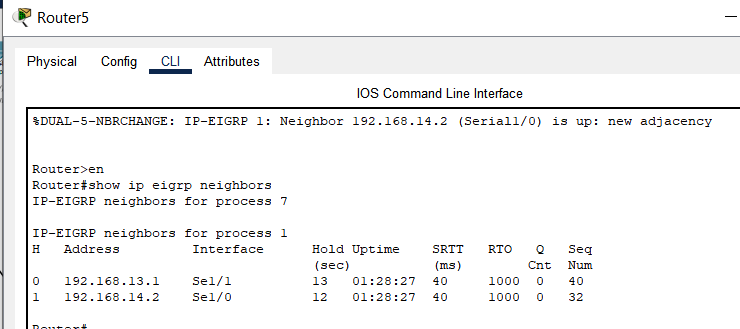 Router5
Physical Config CLI Attributes
IOS Command Line Interface
%DUAL-5-NBRCHANGE: IP-EIGRP 1: Neighbor 192.168.14.2 (Serial1/0) is up: new adjacency
Router>en
Router#show ip eigrp neighbors
IP-EIGRP neighbors for process 7
IP-EIGRP neighbors for process 1
H Address Interface Hold Uptime SRTT RTO Q Seq
(sec) (ms) Cnt Num
0 192.168.13.1 Se1/1 13 01:28:27 40 1000 0 40
1 192.168.14.2 Se1/0 12 01:28:27 40 1000 0 32
Router#